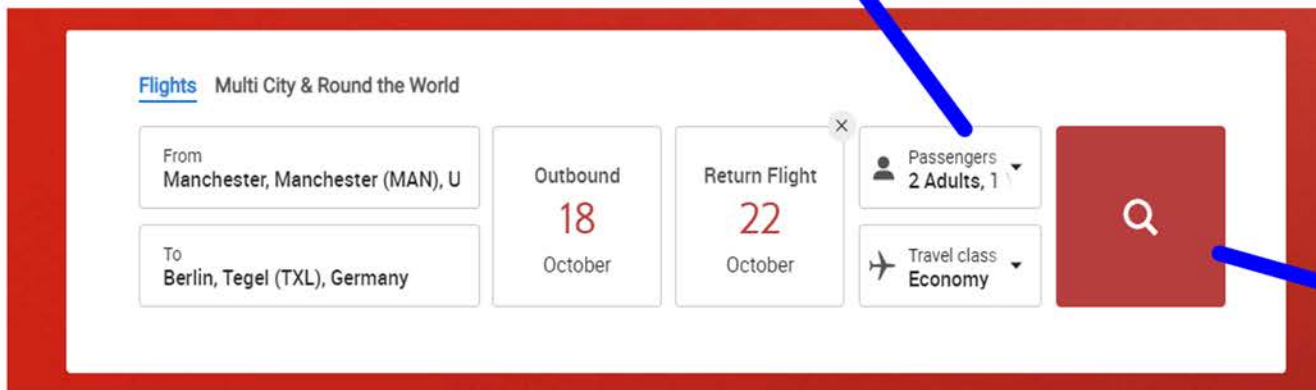 Flights Multi City & Round the World
From
Manchester, Manchester (MAN), U
To
Berlin, Tegel (TXL), Germany
Outbound
18
October
Return Flight
22
October
Passengers
2 Adults, 1
Travel class
Economy